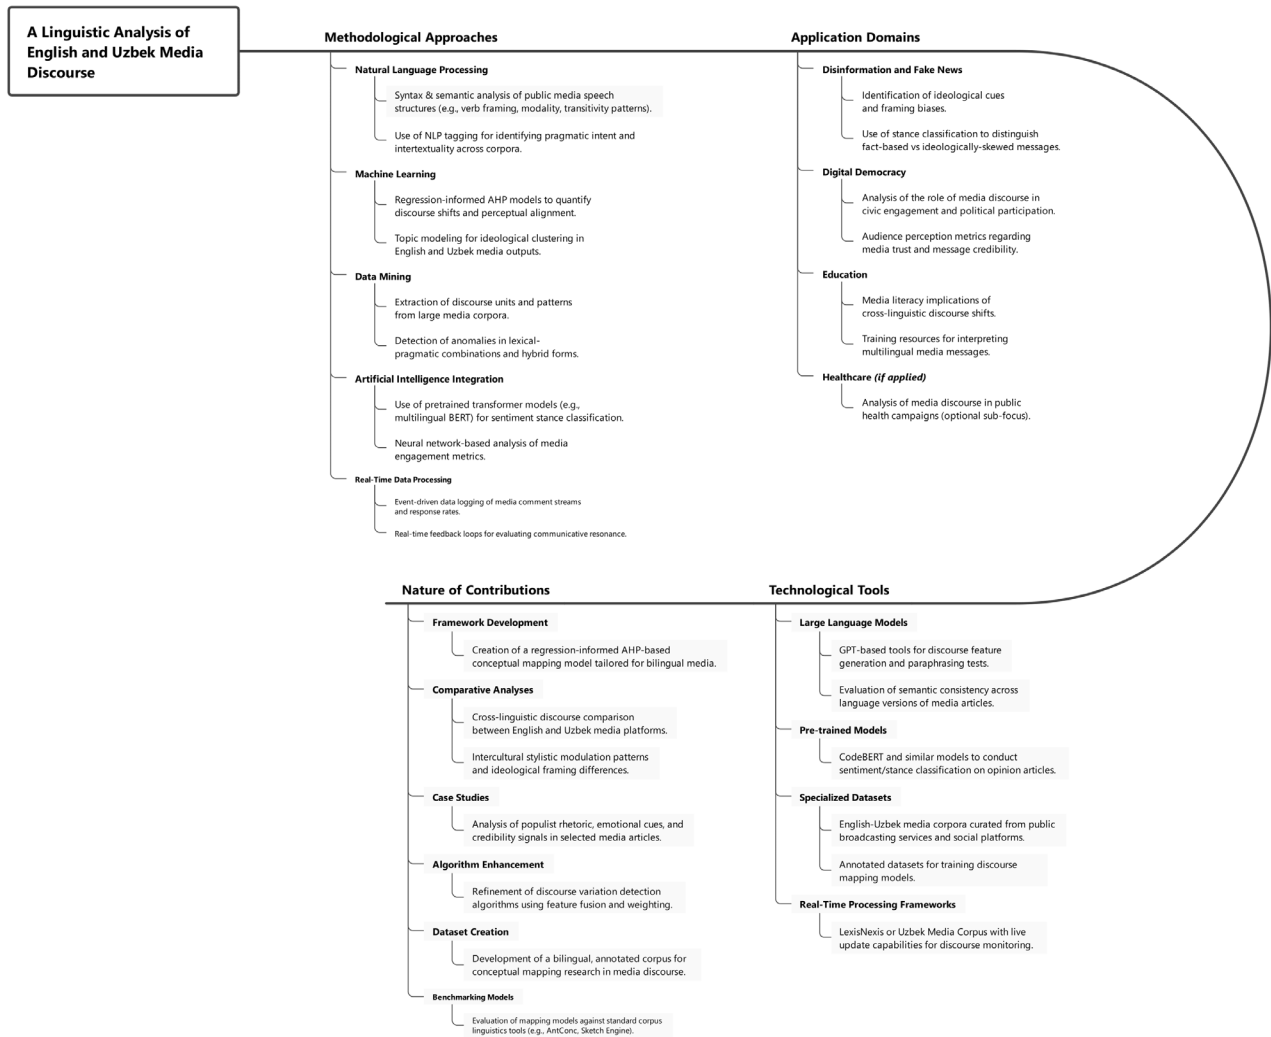 A Linguistic Analysis of
English and Uzbek Media
Discourse
Methodological Approaches
Natural Language Processing
Syntax & semantic analysis of public media speech
structures (e.g., verb framing, modality, transitivity patterns).
Use of NLP tagging for identifying pragmatic intent and
intertextuality across corpora.
Machine Learning
Regression-informed AHP models to quantify
discourse shifts and perceptual alignment.
Topic modeling for ideological clustering in
English and Uzbek media outputs.
Data Mining
Extraction of discourse units and patterns
from large media corpora.
Detection of anomalies in lexical-
pragmatic combinations and hybrid forms.
Artificial Intelligence Integration
Use of pretrained transformer models (e.g.,
multilingual BERT) for sentiment stance classification.
Neural network-based analysis of media
engagement metrics.
Real-Time Data Processing
Event-driven data logging of media comment streams
and response rates.
Real-time feedback loops for evaluating communicative resonance.
Application Domains
Disinformation and Fake News
Identification of ideological cues
and framing biases.
Use of stance classification to distinguish
fact-based vs ideologically-skewed messages.
Digital Democracy
Analysis of the role of media discourse in
civic engagement and political participation.
Audience perception metrics regarding
media trust and message credibility.
Education
Media literacy implications of
cross-linguistic discourse shifts.
Training resources for interpreting
multilingual media messages.
Healthcare (if applied)
Analysis of media discourse in public
health campaigns (optional sub-focus).
Nature of Contributions
Framework Development
Creation of a regression-informed AHP-based
conceptual mapping model tailored for bilingual media.
Comparative Analyses
Cross-linguistic discourse comparison
between English and Uzbek media platforms.
Intercultural stylistic modulation patterns
and ideological framing differences.
Case Studies
Analysis of populist rhetoric, emotional cues, and
credibility signals in selected media articles.
Algorithm Enhancement
Refinement of discourse variation detection
algorithms using feature fusion and weighting.
Dataset Creation
Development of a bilingual, annotated corpus for
conceptual mapping research in media discourse.
Benchmarking Models
Evaluation of mapping models against standard corpus
linguistics tools (e.g., AntConc, Sketch Engine).
Technological Tools
Large Language Models
GPT-based tools for discourse feature
generation and paraphrasing tests.
Evaluation of semantic consistency across
language versions of media articles.
Pre-trained Models
CodeBERT and similar models to conduct
sentiment/stance classification on opinion articles.
Specialized Datasets
English-Uzbek media corpora curated from public
broadcasting services and social platforms.
Annotated datasets for training discourse
mapping models.
Real-Time Processing Frameworks
LexisNexis or Uzbek Media Corpus with live
update capabilities for discourse monitoring.